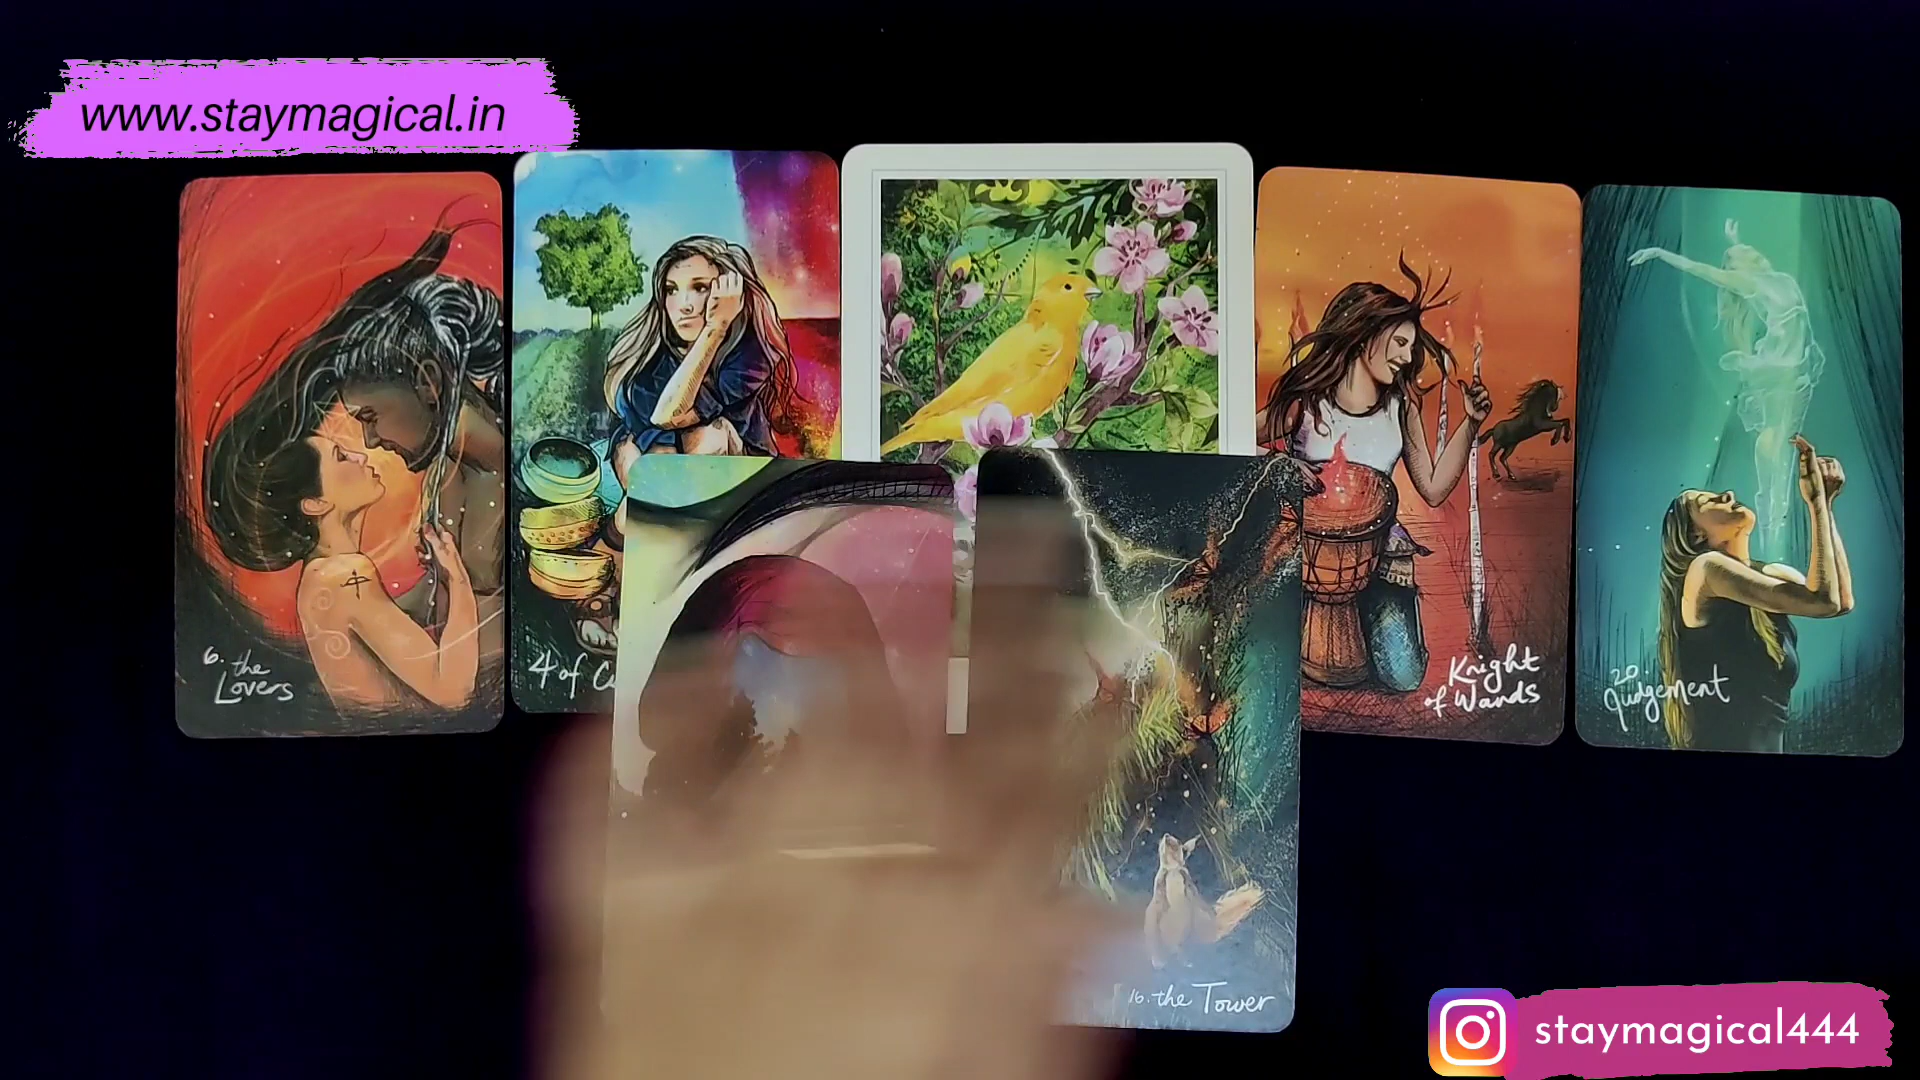 www.staymagical.in
6. the
Lovers
4 of
Knight
of Wands
20.
Judgement
16. the Tower
staymagical444